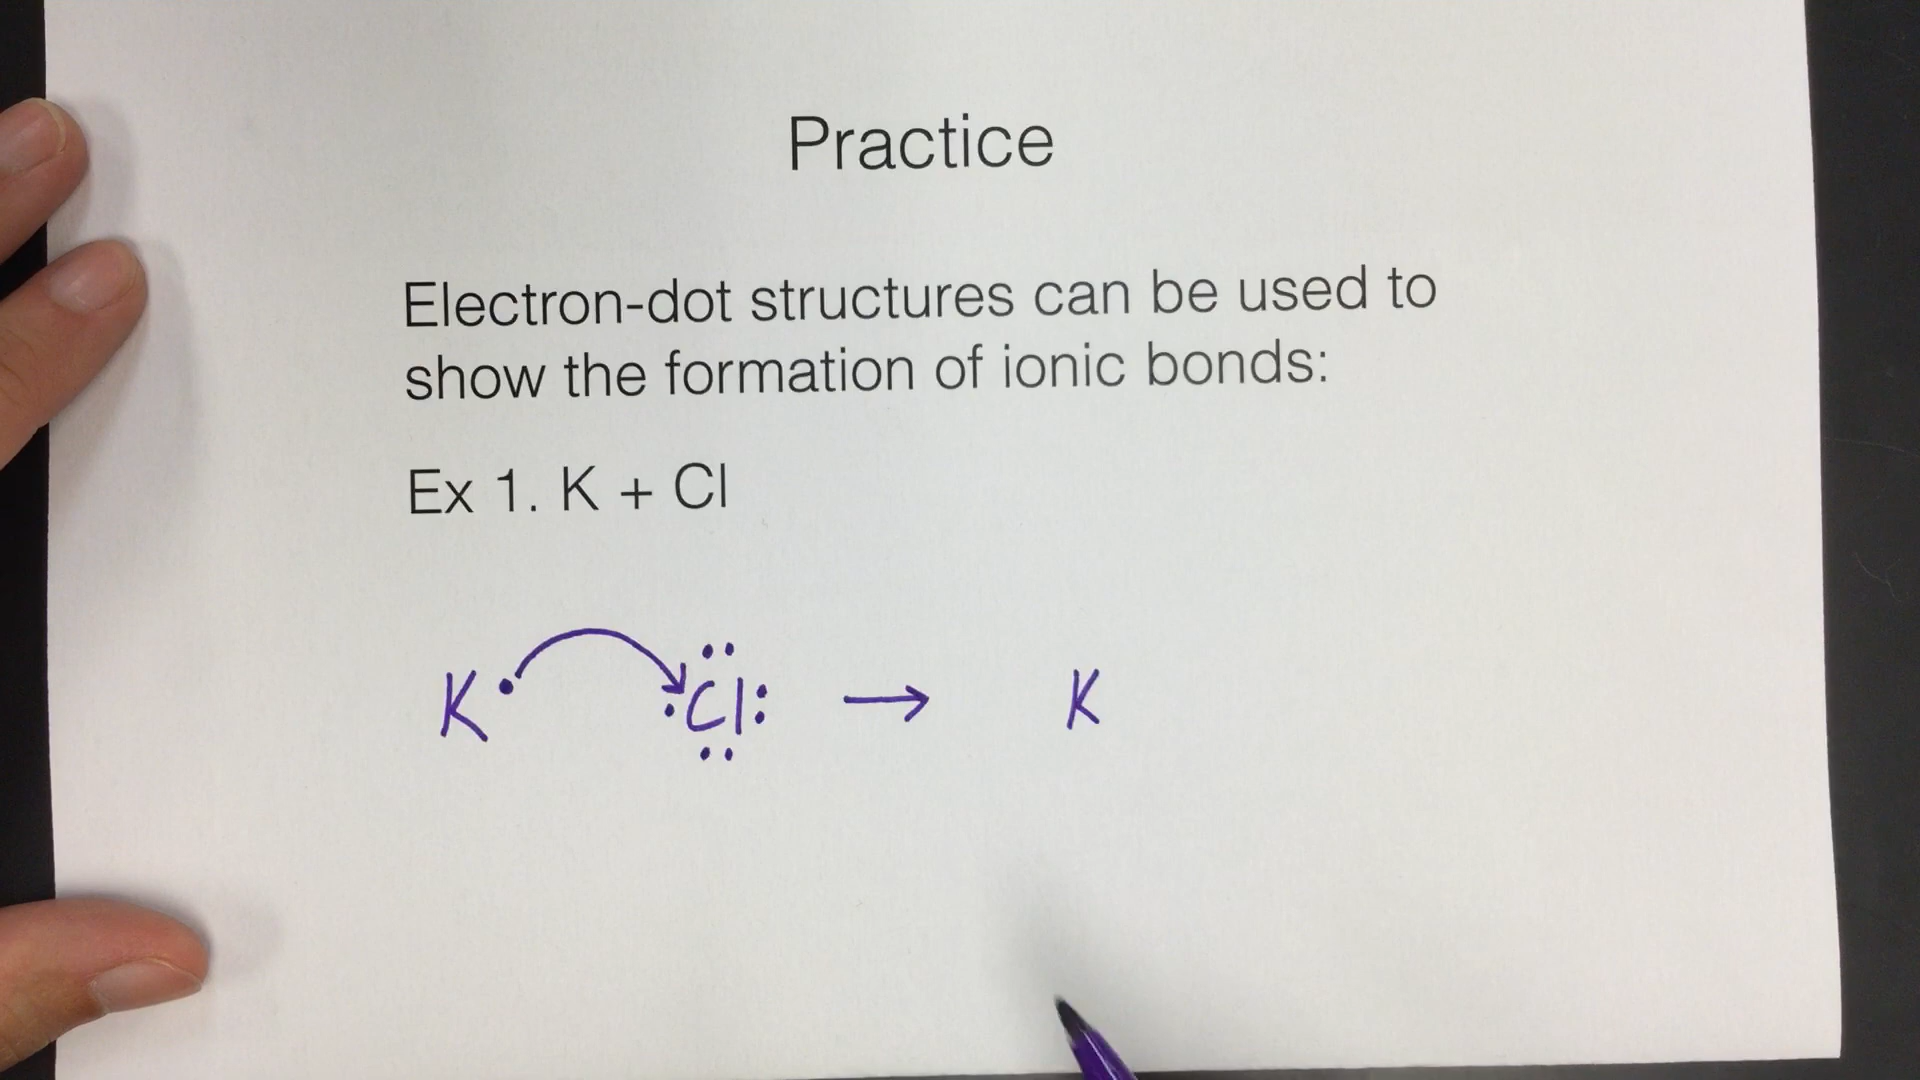 Practice
Electron-dot structures can be used to
show the formation of ionic bonds:
Ex 1. K + Cl
K• :Cl: → K